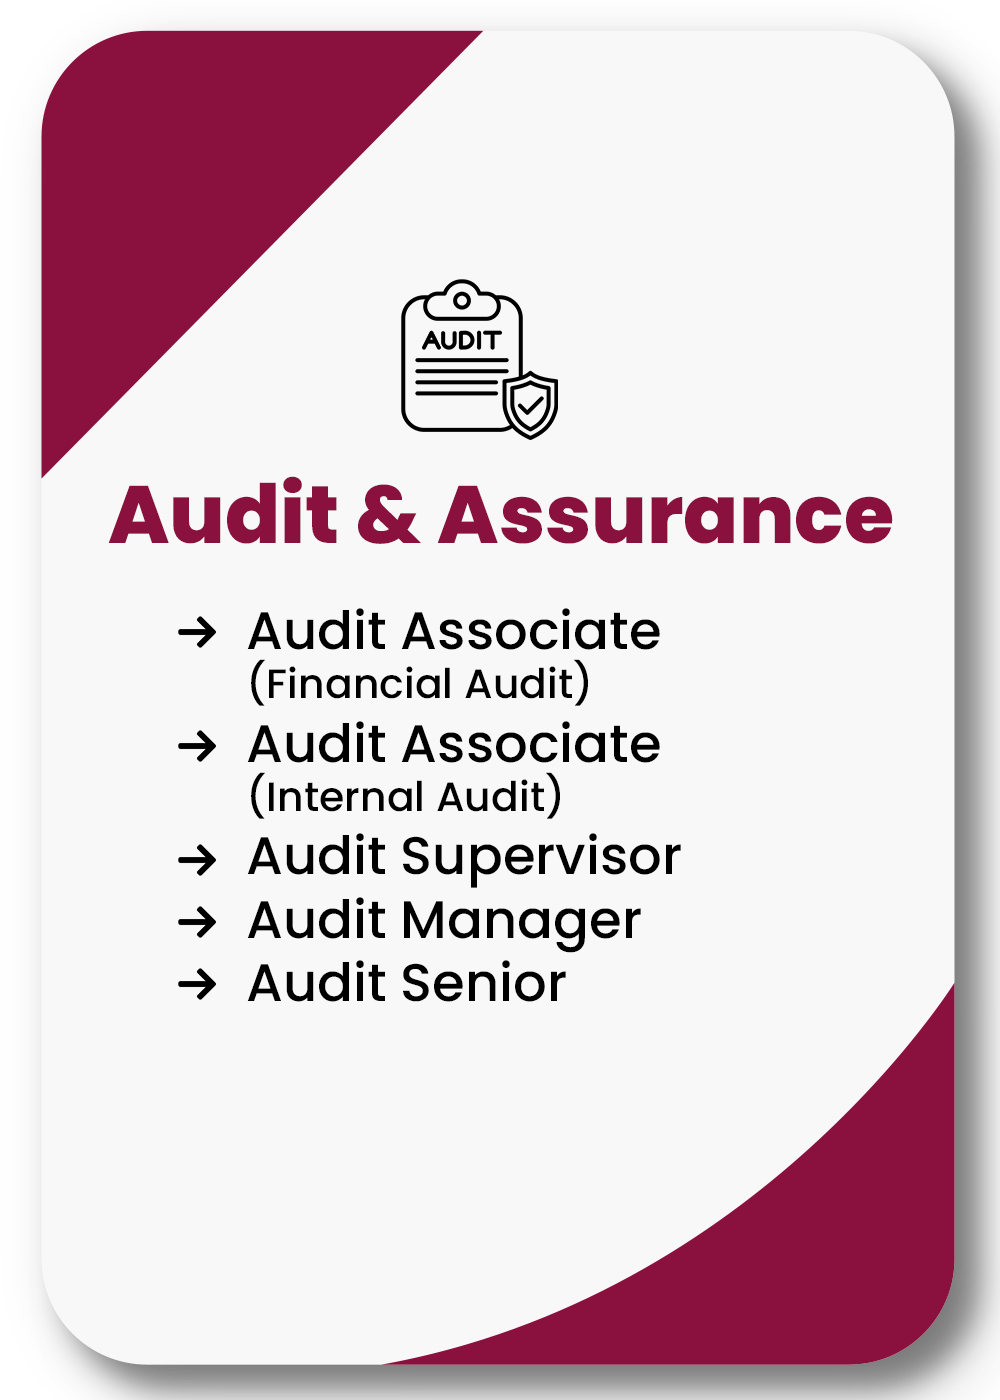 AUDIT
Audit & Assurance
→ Audit Associate
(Financial Audit)
→ Audit Associate
(Internal Audit)
→ Audit Supervisor
→ Audit Manager
→ Audit Senior